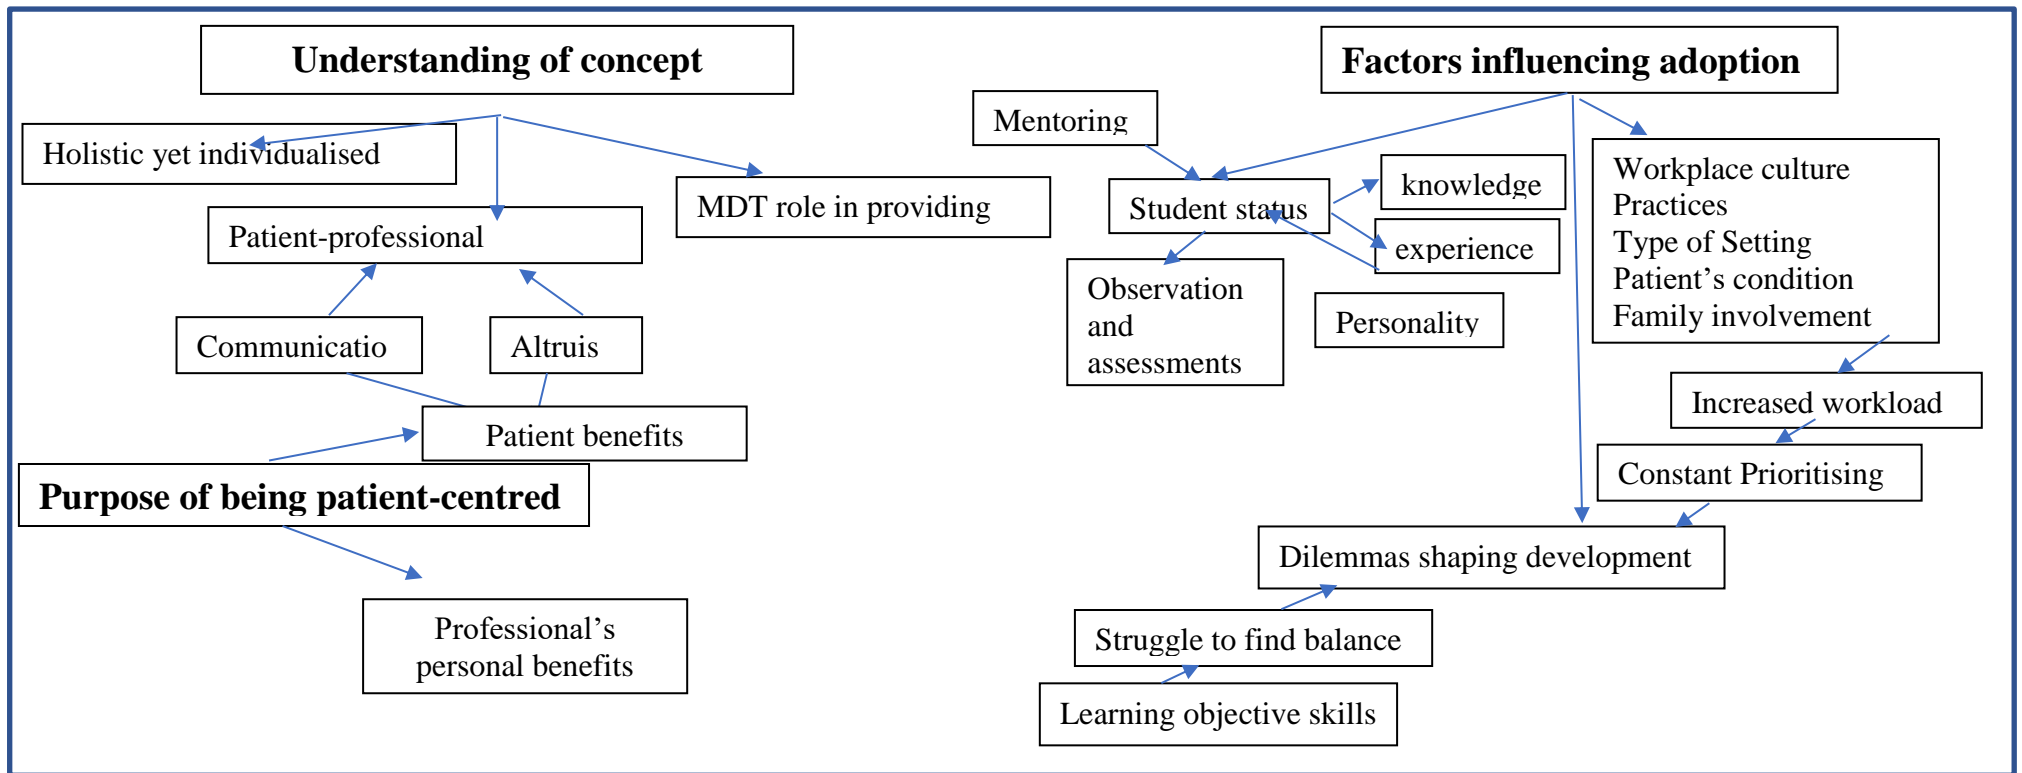 Understanding of concept
Holistic yet individualised
Patient-professional
MDT role in providing
Communicatio
Altruis
Patient benefits
Purpose of being patient-centred
Professional’s
personal benefits
Factors influencing adoption
Mentoring
Student status
knowledge
experience
Personality
Observation
and
assessments
Workplace culture
Practices
Type of Setting
Patient’s condition
Family involvement
Increased workload
Constant Prioritising
Dilemmas shaping development
Struggle to find balance
Learning objective skills